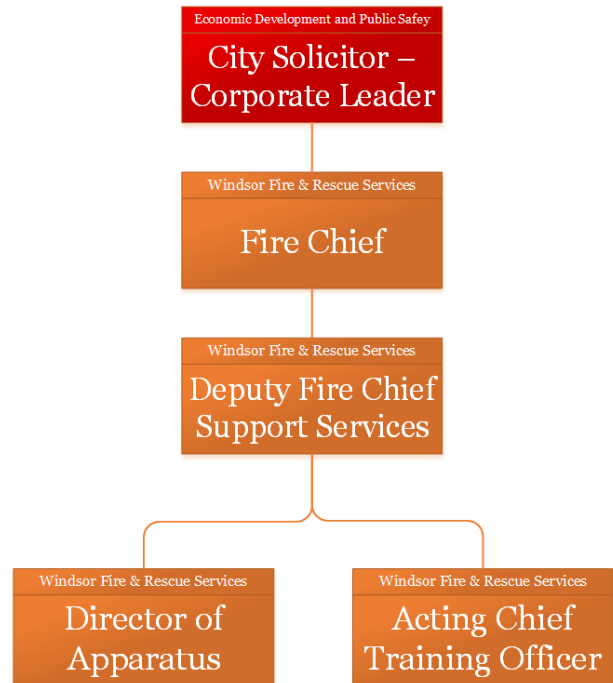 Economic Development and Public Safey
City Solicitor –
Corporate Leader
Windsor Fire & Rescue Services
Fire Chief
Windsor Fire & Rescue Services
Deputy Fire Chief
Support Services
Windsor Fire & Rescue Services
Director of
Apparatus
Windsor Fire & Rescue Services
Acting Chief
Training Officer